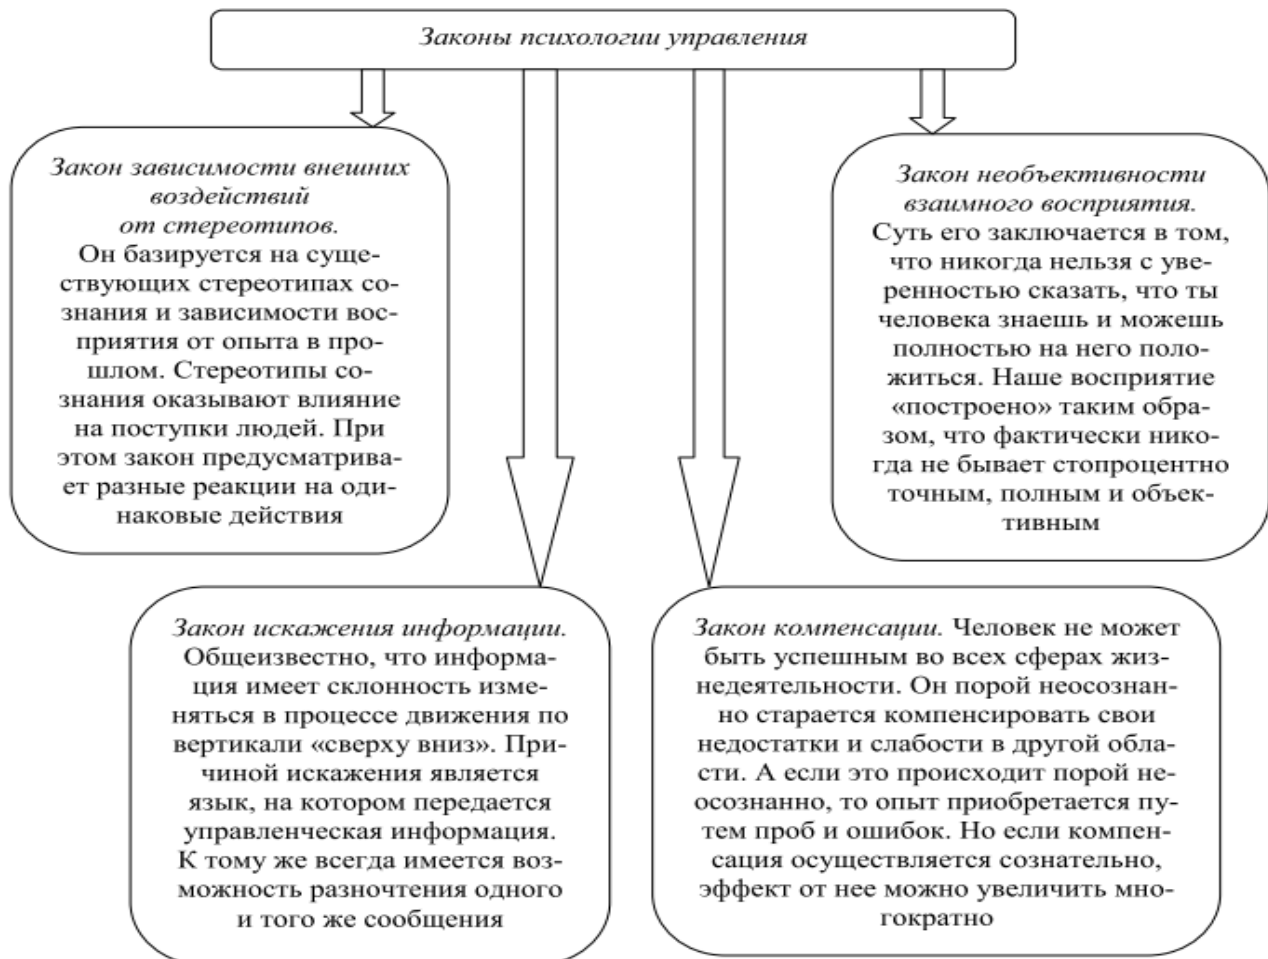 Законы психологии управления
Закон зависимости внешних
воздействий
от стереотипов.
Он базируется на суще-
ствующих стереотипах со-
знания и зависимости вос-
приятия от опыта в про-
шлом. Стереотипы со-
знания оказывают влияние
на поступки людей. При
этом закон предусматрива-
ет разные реакции на оди-
наковые действия
Закон необъективности
взаимного восприятия.
Суть его заключается в том,
что никогда нельзя с уве-
ренностью сказать, что ты
человека знаешь и можешь
полностью на него поло-
житься. Наше восприятие
«построено» таким обра-
зом, что фактически нико-
гда не бывает стопроцентно
точным, полным и объек-
тивным
Закон искажения информации.
Общеизвестно, что информа-
ция имеет склонность изме-
няться в процессе движения по
вертикали «сверху вниз». При-
чиной искажения является
язык, на котором передается
управленческая информация.
К тому же всегда имеется воз-
можность разночтения одного
и того же сообщения
Закон компенсации. Человек не может
быть успешным во всех сферах жиз-
недеятельности. Он порой неосознан-
но старается компенсировать свои
недостатки и слабости в другой обла-
сти. А если это происходит порой не-
осознанно, то опыт приобретается пу-
тем проб и ошибок. Но если компен-
сация осуществляется сознательно,
эффект от нее можно увеличить мно-
гократно